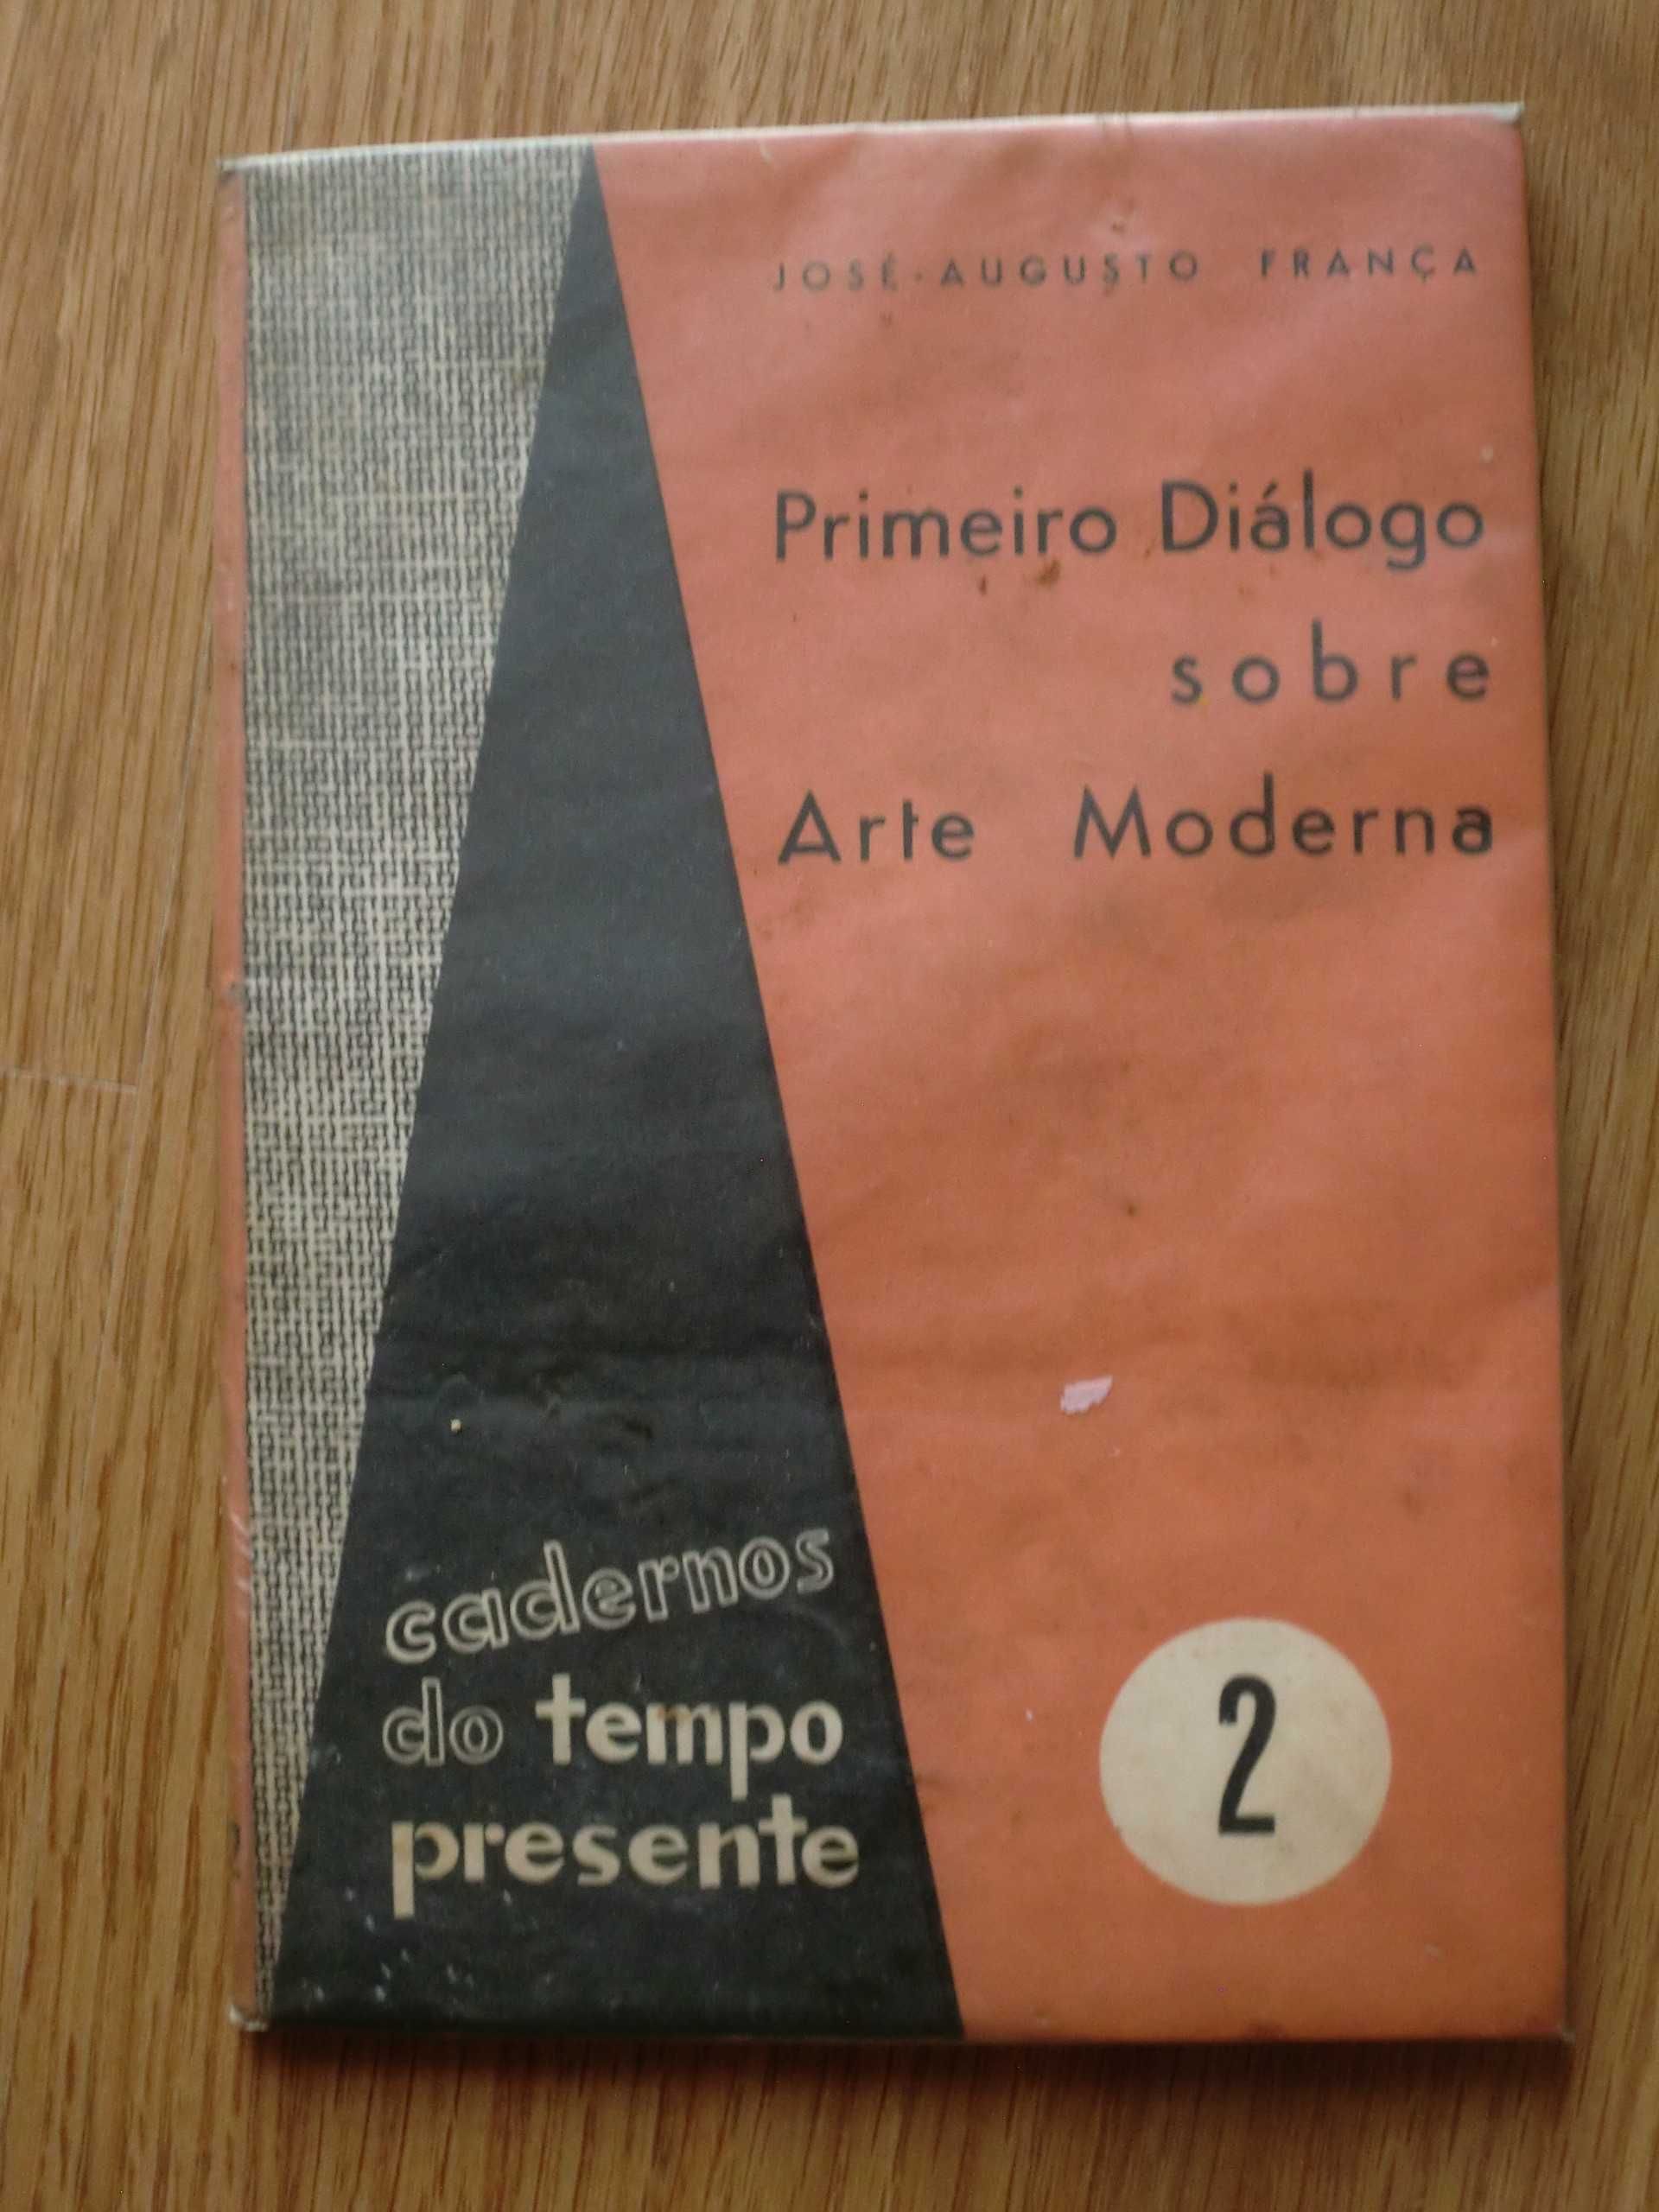 JOSÉ-AUGUSTO FRANÇA
Primeiro Diálogo
sobre
Arte Moderna
cadernos
do tempo
presente
2